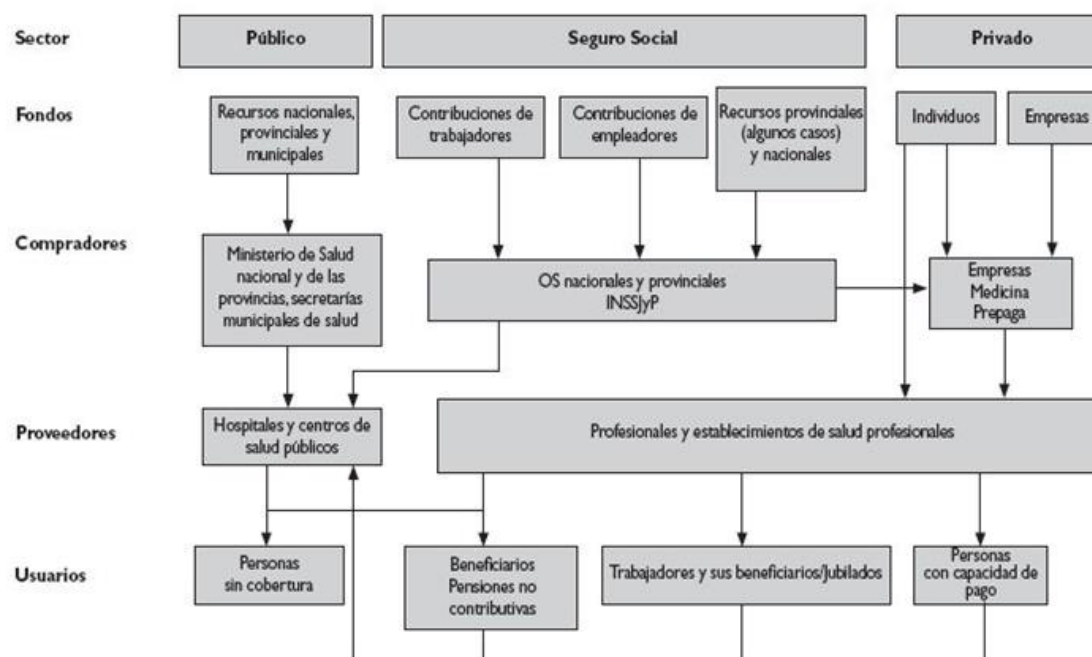 Sector
Público
Seguro Social
Privado
Fondos
Recursos nacionales,
provinciales y
municipales
Contribuciones de
trabajadores
Contribuciones de
empleadores
Recursos provinciales
(algunos casos)
y nacionales
Individuos
Empresas
Compradores
Ministerio de Salud
nacional y de las
provincias, secretarías
municipales de salud
OS nacionales y provinciales
INSSJyP
Empresas
Medicina
Prepaga
Proveedores
Hospitales y centros de
salud públicos
Profesionales y establecimientos de salud profesionales
Usuarios
Personas
sin cobertura
Beneficiarios
Pensiones no
contributivas
Trabajadores y sus beneficiarios/Jubilados
Personas
con capacidad de
pago